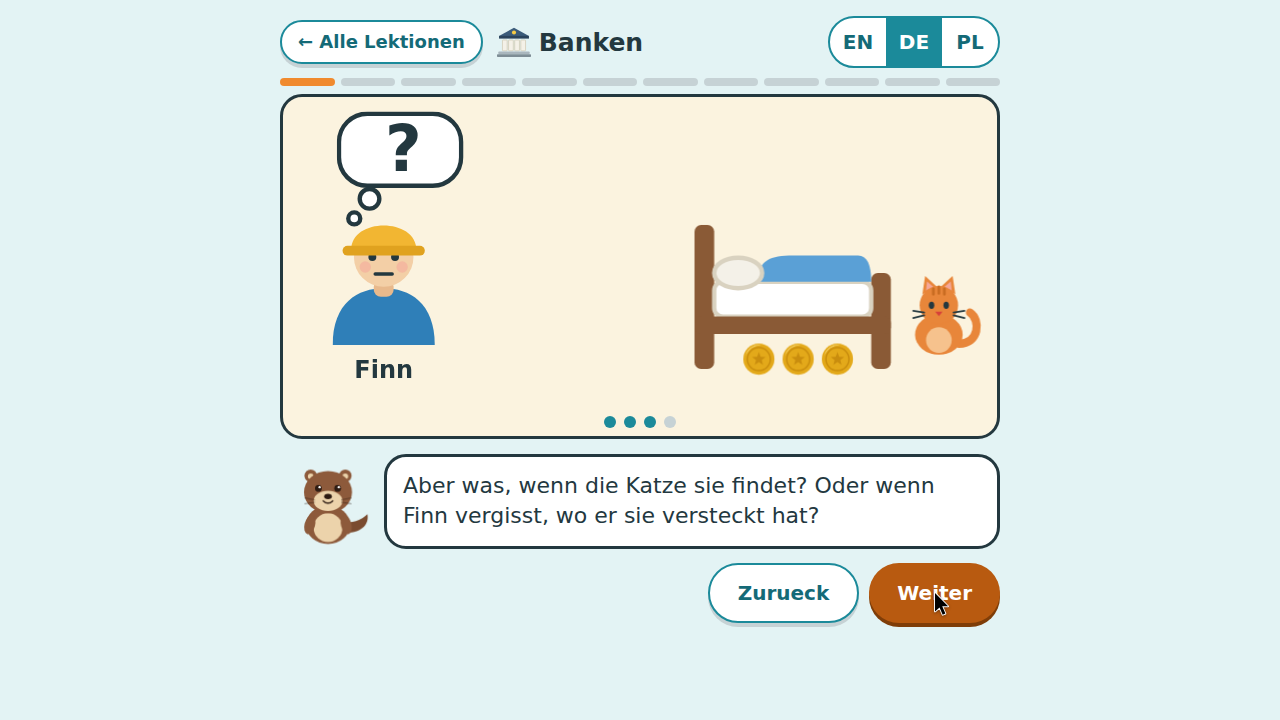 ← Alle Lektionen
Banken
EN DE PL
?
Finn
Aber was, wenn die Katze sie findet? Oder wenn
Finn vergisst, wo er sie versteckt hat?
Zurueck
Weiter